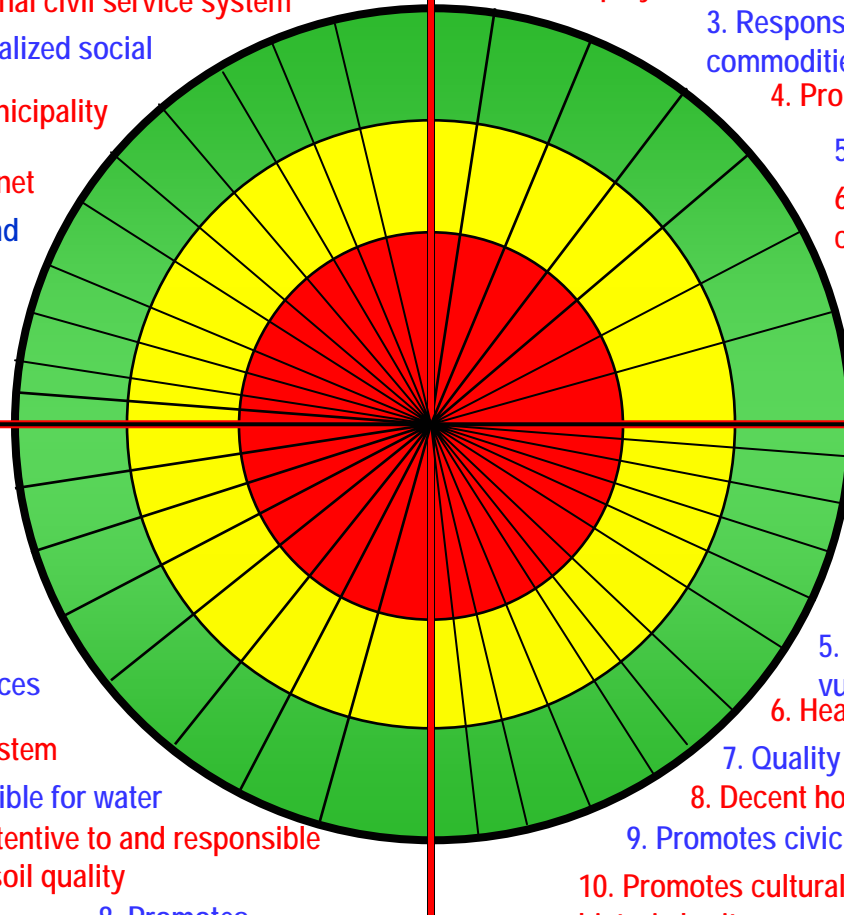 nal civil service system
alized social
nicipality
net
nd
3. Respons
commoditie
4. Pro
5
6
c
ces
stem
ible for water
tentive to and responsible
soil quality
8. Promotes
5.
vu
6. Hea
7. Quality
8. Decent ho
9. Promotes civic
10. Promotes cultural